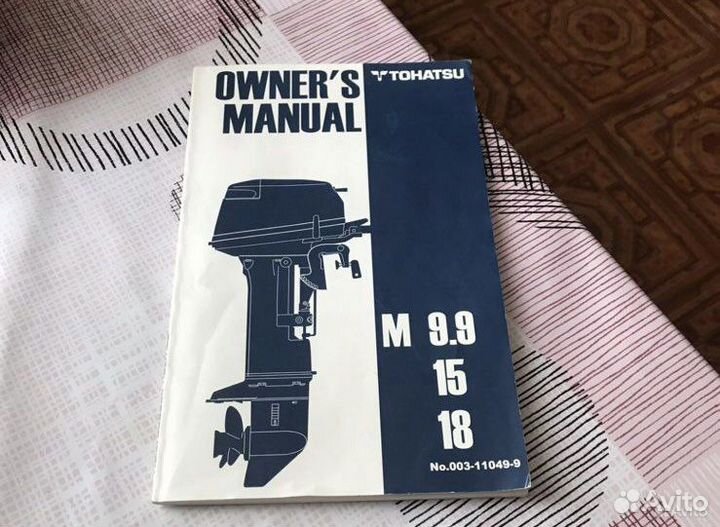 OWNER'S
MANUAL
TOHATSU
M 9.9
15
18
No.003-11049-9
Avito